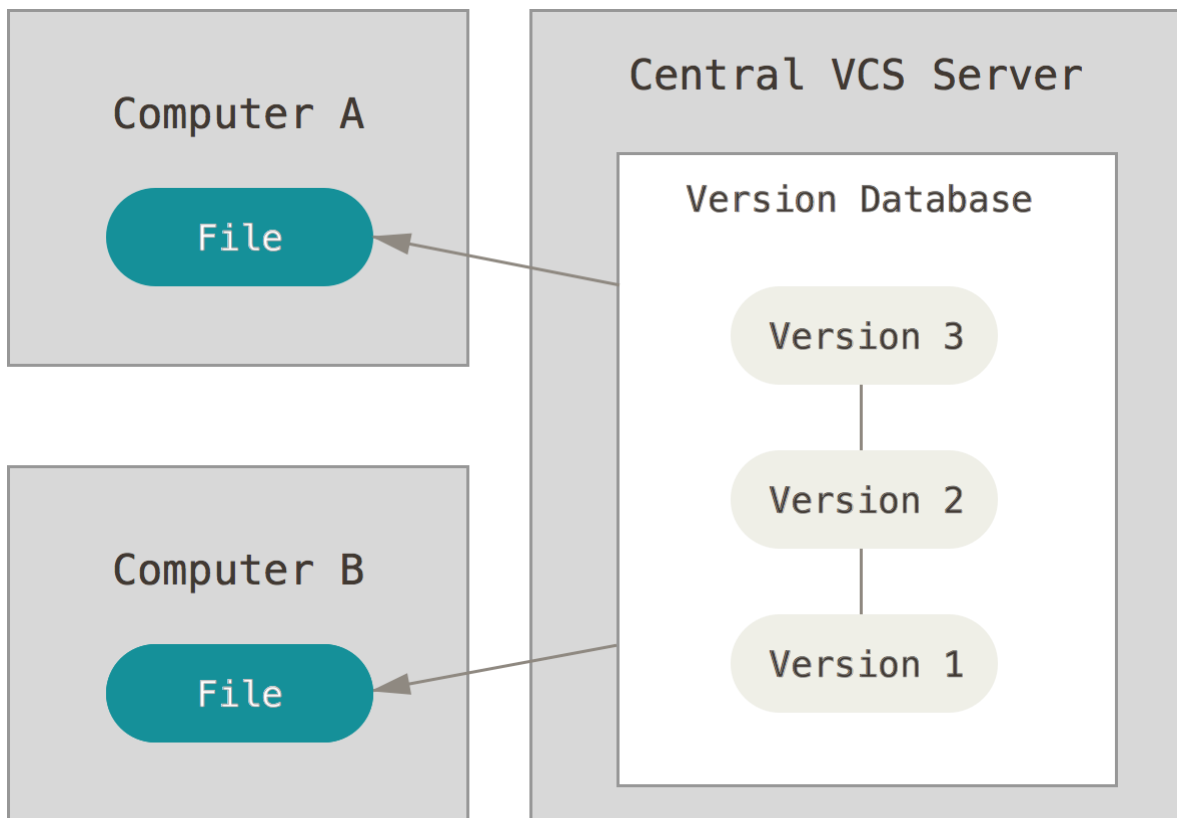 Computer A
File
Computer B
File
Central VCS Server
Version Database
Version 3
Version 2
Version 1